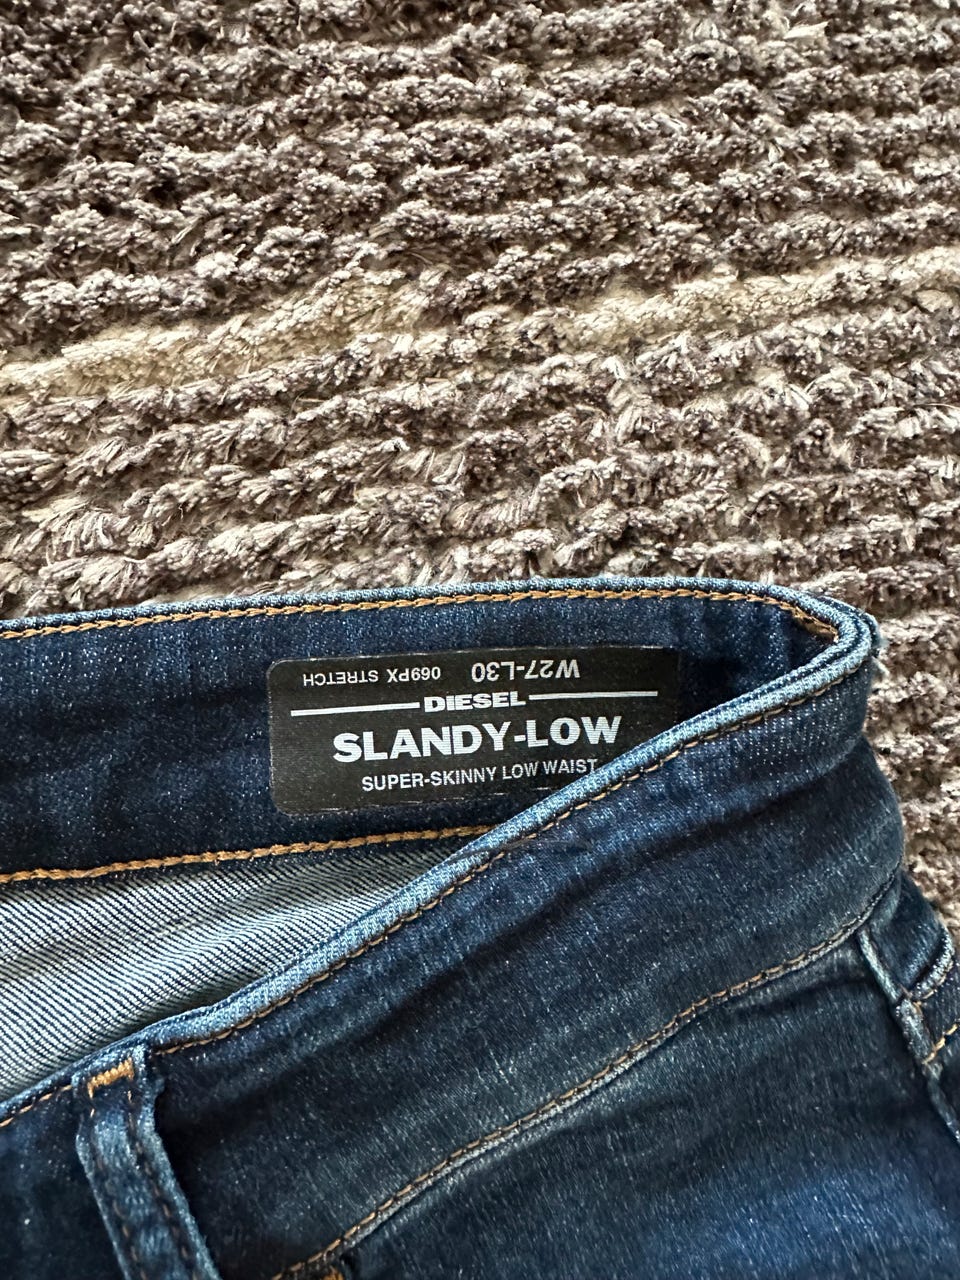 W27-L30 069PX STRETCH
DIESEL
SLANDY-LOW
SUPER-SKINNY LOW WAIST